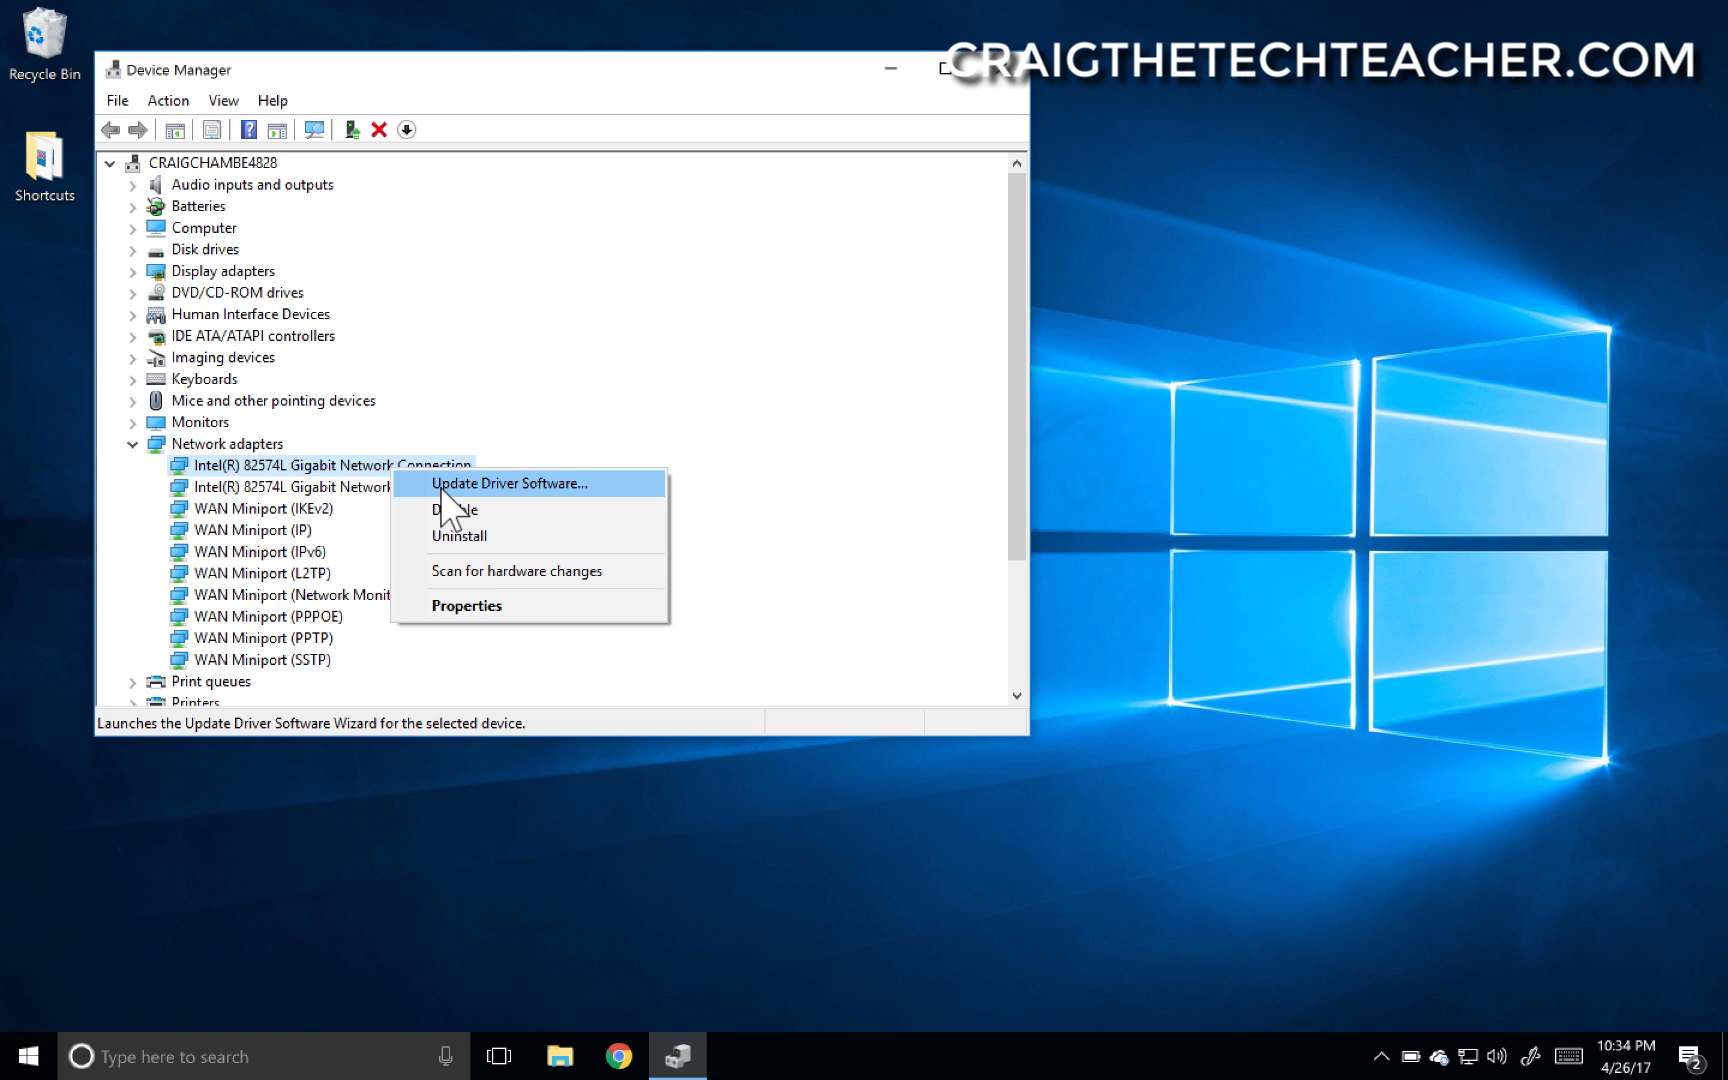 Recycle Bin
Shortcuts
CRAIGTHETECHTEACHER.COM
Device Manager
File Action View Help
CRAIGCHAMBE4828
Audio inputs and outputs
Batteries
Computer
Disk drives
Display adapters
DVD/CD-ROM drives
Human Interface Devices
IDE ATA/ATAPI controllers
Imaging devices
Keyboards
Mice and other pointing devices
Monitors
Network adapters
Intel(R) 82574L Gigabit Network Connection
Intel(R) 82574L Gigabit Network
WAN Miniport (IKEv2)
WAN Miniport (IP)
WAN Miniport (IPv6)
WAN Miniport (L2TP)
WAN Miniport (Network Monit
WAN Miniport (PPPOE)
WAN Miniport (PPTP)
WAN Miniport (SSTP)
Print queues
Printers
Update Driver Software...
Uninstall
Scan for hardware changes
Properties
Launches the Update Driver Software Wizard for the selected device.
Type here to search
10:34 PM
4/26/17
2